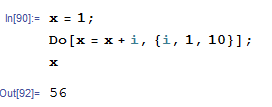 In[90]:= x = 1;
Do[x = x + i, {i, 1, 10}];
x
Out[92]= 56